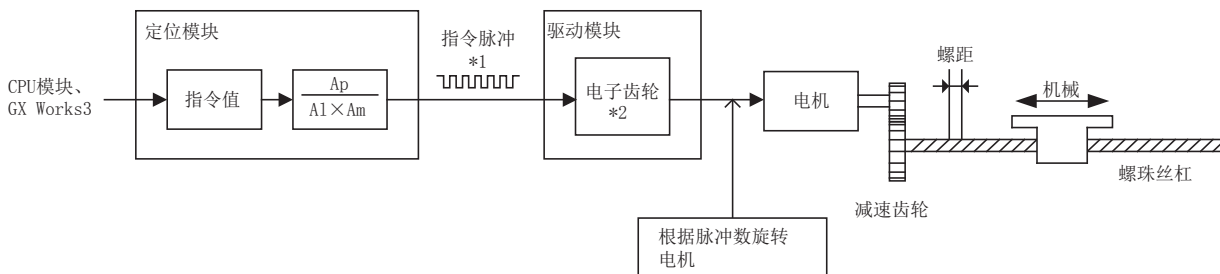 定位模块
CPU模块、
GX Works3
指令值
Ap
Al×Am
指令脉冲
*1
驱动模块
电子齿轮
*2
电机
根据脉冲数旋转
电机
减速齿轮
螺距
机械
螺珠丝杠